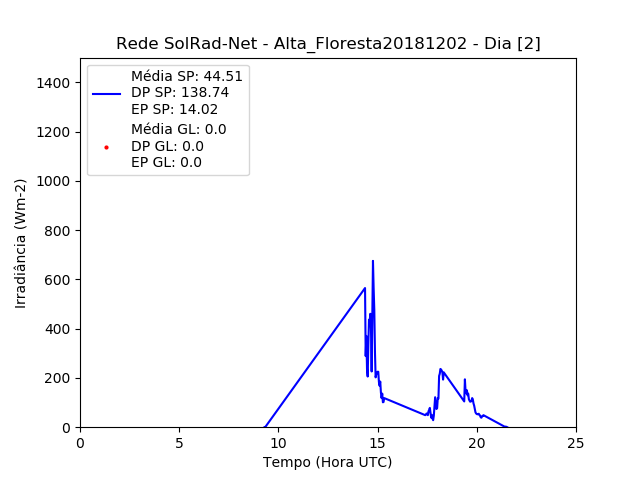 Rede SolRad-Net - Alta_Floresta20181202 - Dia [2]
Média SP: 44.51
DP SP: 138.74
EP SP: 14.02
Média GL: 0.0
DP GL: 0.0
EP GL: 0.0
1400
1200
1000
800
600
400
200
0
Irradiância (Wm-2)
0 5 10 15 20 25
Tempo (Hora UTC)